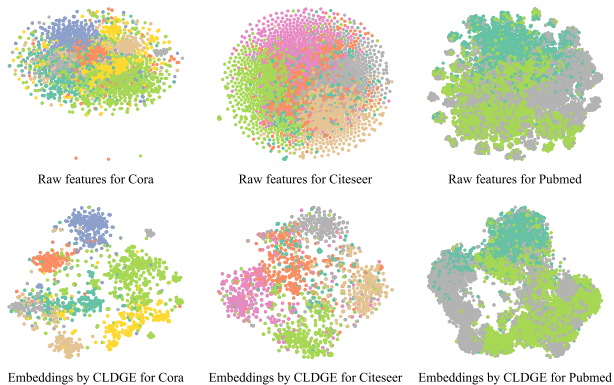 Raw features for Cora
Raw features for Citeseer
Raw features for Pubmed
Embeddings by CLDGE for Cora
Embeddings by CLDGE for Citeseer
Embeddings by CLDGE for Pubmed